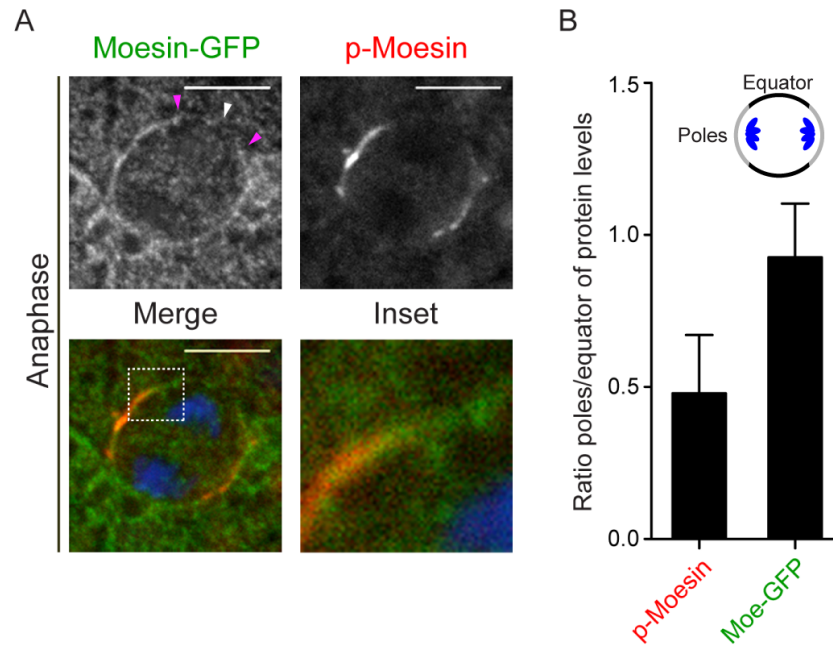 A
Moesin-GFP
p-Moesin
Anaphase
Merge
Inset
B
Ratio poles/equator of protein levels
1.5
1.0
0.5
0.0
Equator
Poles
p-Moesin
Moe-GFP